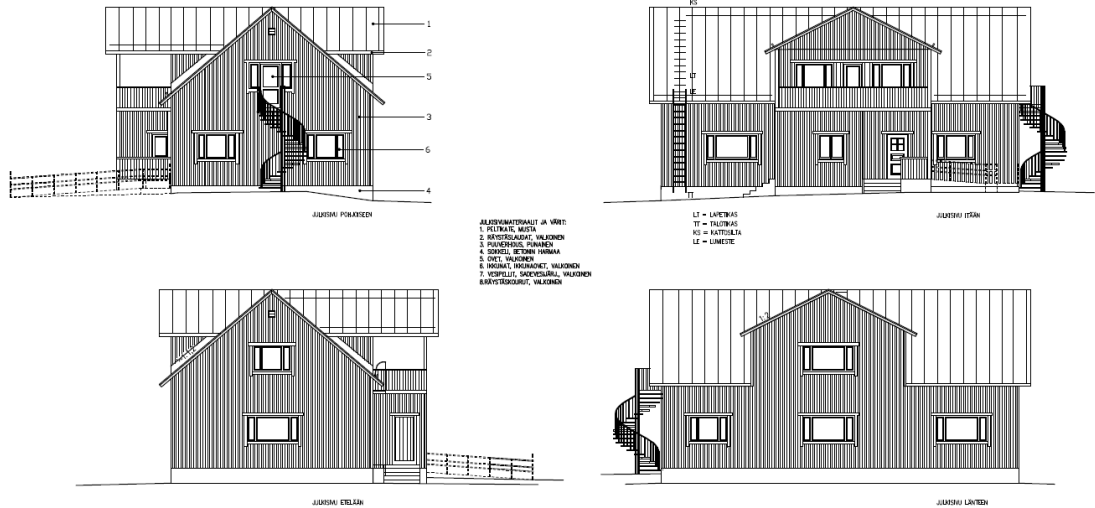 1
2
5
3
6
4
JULKISIVU POHJOISEEN
KS
LT
LE
LT = LAPETIKAS
TT = TALOTIKAS
KS = KATTOSILTA
LE = LUMIESTE
JULKISIVU ITÄÄN
JULKISIVUMATERIAALIT JA VÄRIT:
1. PELTIKATE, MUSTA
2. RÄYSTÄSLAUDAT, VALKOINEN
3. PUUVERHOUS, PUNAINEN
4. SOKKELI, BETONIN HARMAA
5. OVET, VALKOINEN
6. IKKUNAT, IKKUNAOVET, VALKOINEN
7. VESIPELLIT, SADEVESIJÄRJ., VALKOINEN
8.RÄYSTÄSKOURUT, VALKOINEN
1:2
JULKISIVU ETELÄÄN
JULKISIVU LÄNTEEN